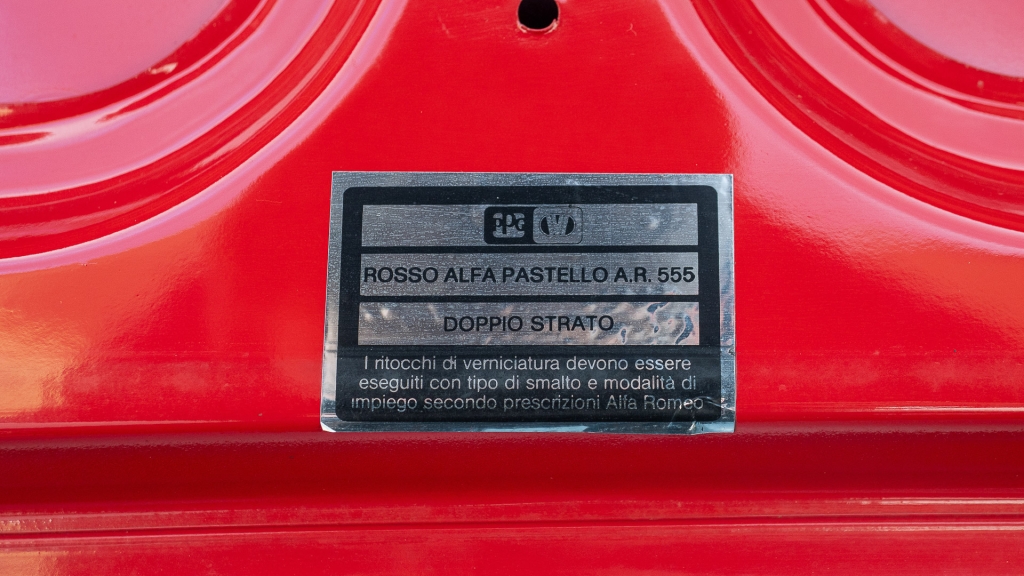 PPG IVI
ROSSO ALFA PASTELLO A.R. 555
DOPPIO STRATO
I ritocchi di verniciatura devono essere
eseguiti con tipo di smalto e modalità di
impiego secondo prescrizioni Alfa Romeo